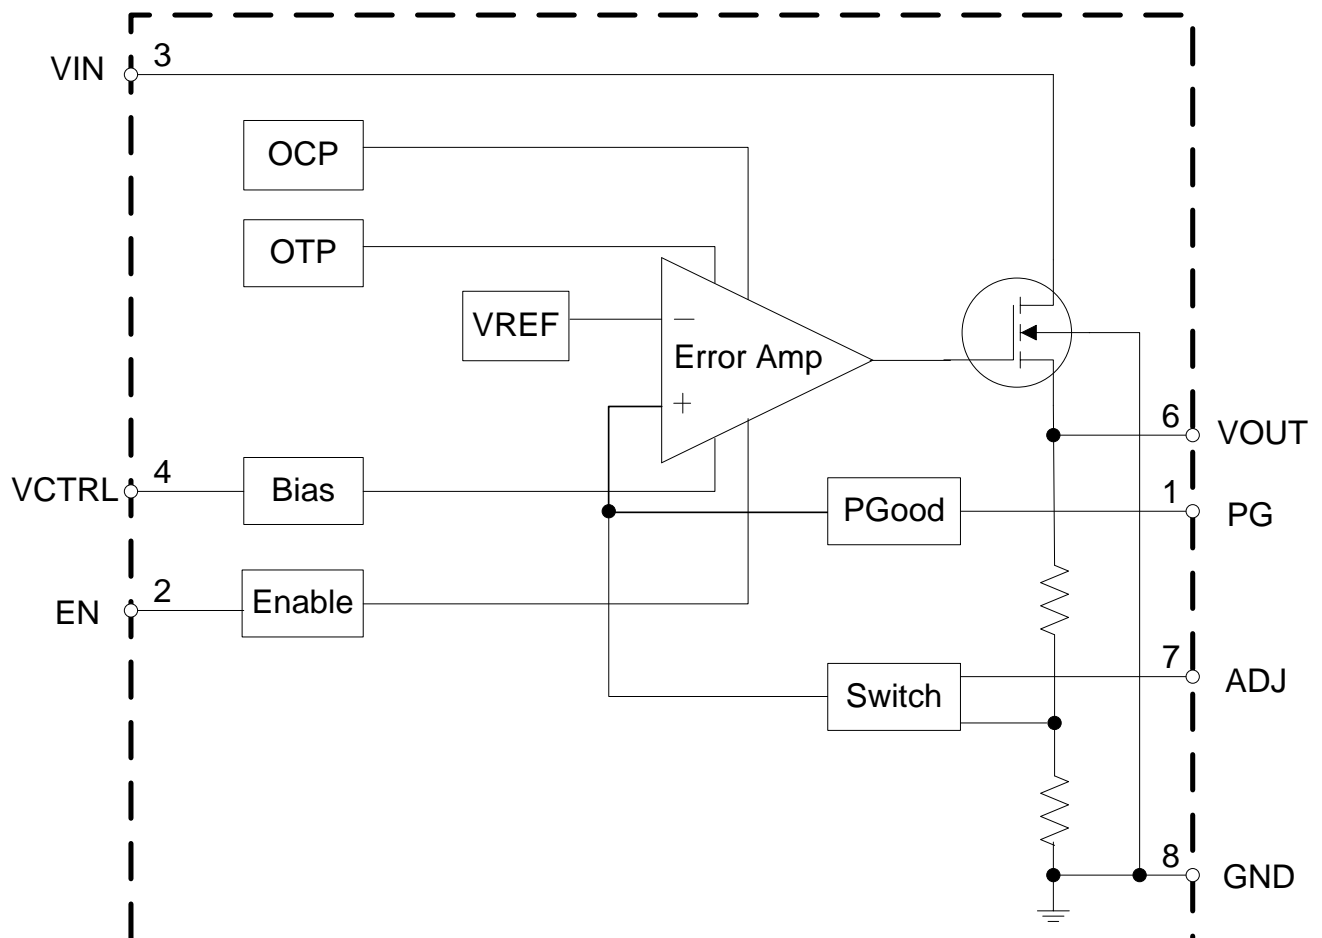 VIN
3
OCP
OTP
VREF
−
Error Amp
+
6
VOUT
VCTRL
4
Bias
PGood
1
PG
EN
2
Enable
7
ADJ
Switch
8
GND